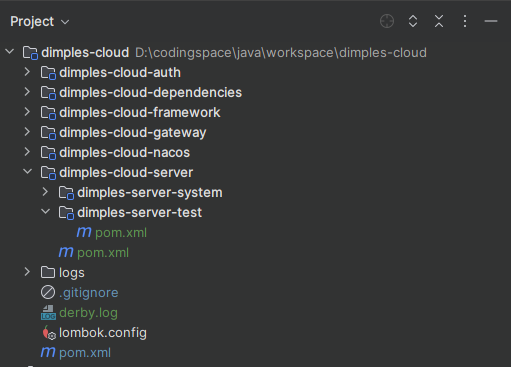 Project
dimples-cloud D:\codingspace\java\workspace\dimples-cloud
dimples-cloud-auth
dimples-cloud-dependencies
dimples-cloud-framework
dimples-cloud-gateway
dimples-cloud-nacos
dimples-cloud-server
dimples-server-system
dimples-server-test
m pom.xml
m pom.xml
logs
.gitignore
LOG derby.log
lombok.config
m pom.xml